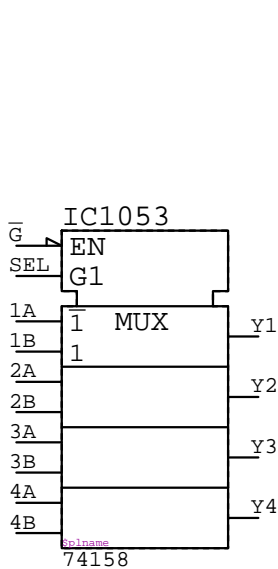 IC1053
G̅
EN
SEL
G1
1A
1̅
MUX
Y1
1B
1
2A
Y2
2B
3A
Y3
3B
4A
Y4
4B
$plname
74158